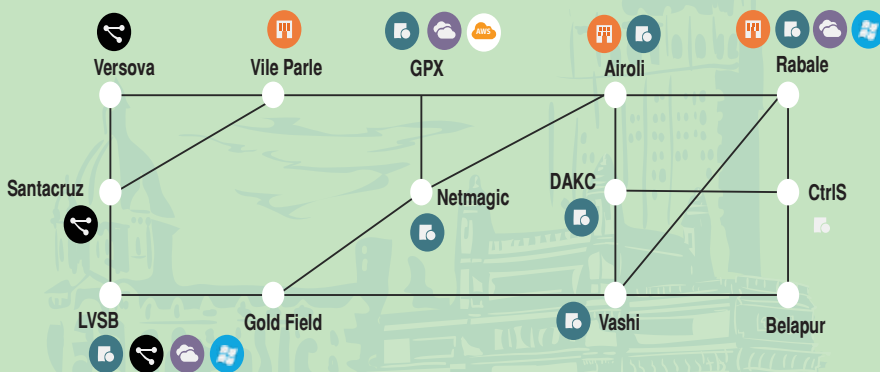 AWS
Versova
Vile Parle
GPX
Airoli
Rabale
Santacruz
Netmagic
DAKC
CtrlS
LVSB
Gold Field
Vashi
Belapur